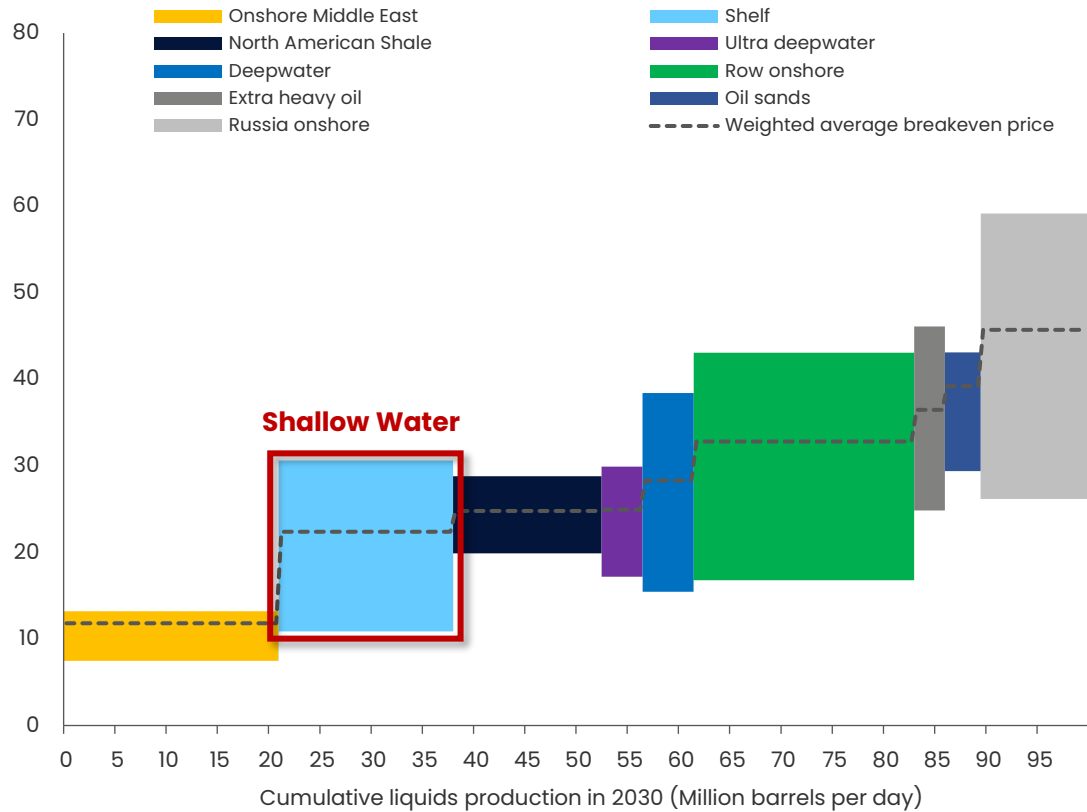 Onshore Middle East
Shelf
North American Shale
Ultra deepwater
Deepwater
Row onshore
Extra heavy oil
Oil sands
Russia onshore
Weighted average breakeven price
80
70
60
50
40
30
20
10
0
Shallow Water
0 5 10 15 20 25 30 35 40 45 50 55 60 65 70 75 80 85 90 95
Cumulative liquids production in 2030 (Million barrels per day)